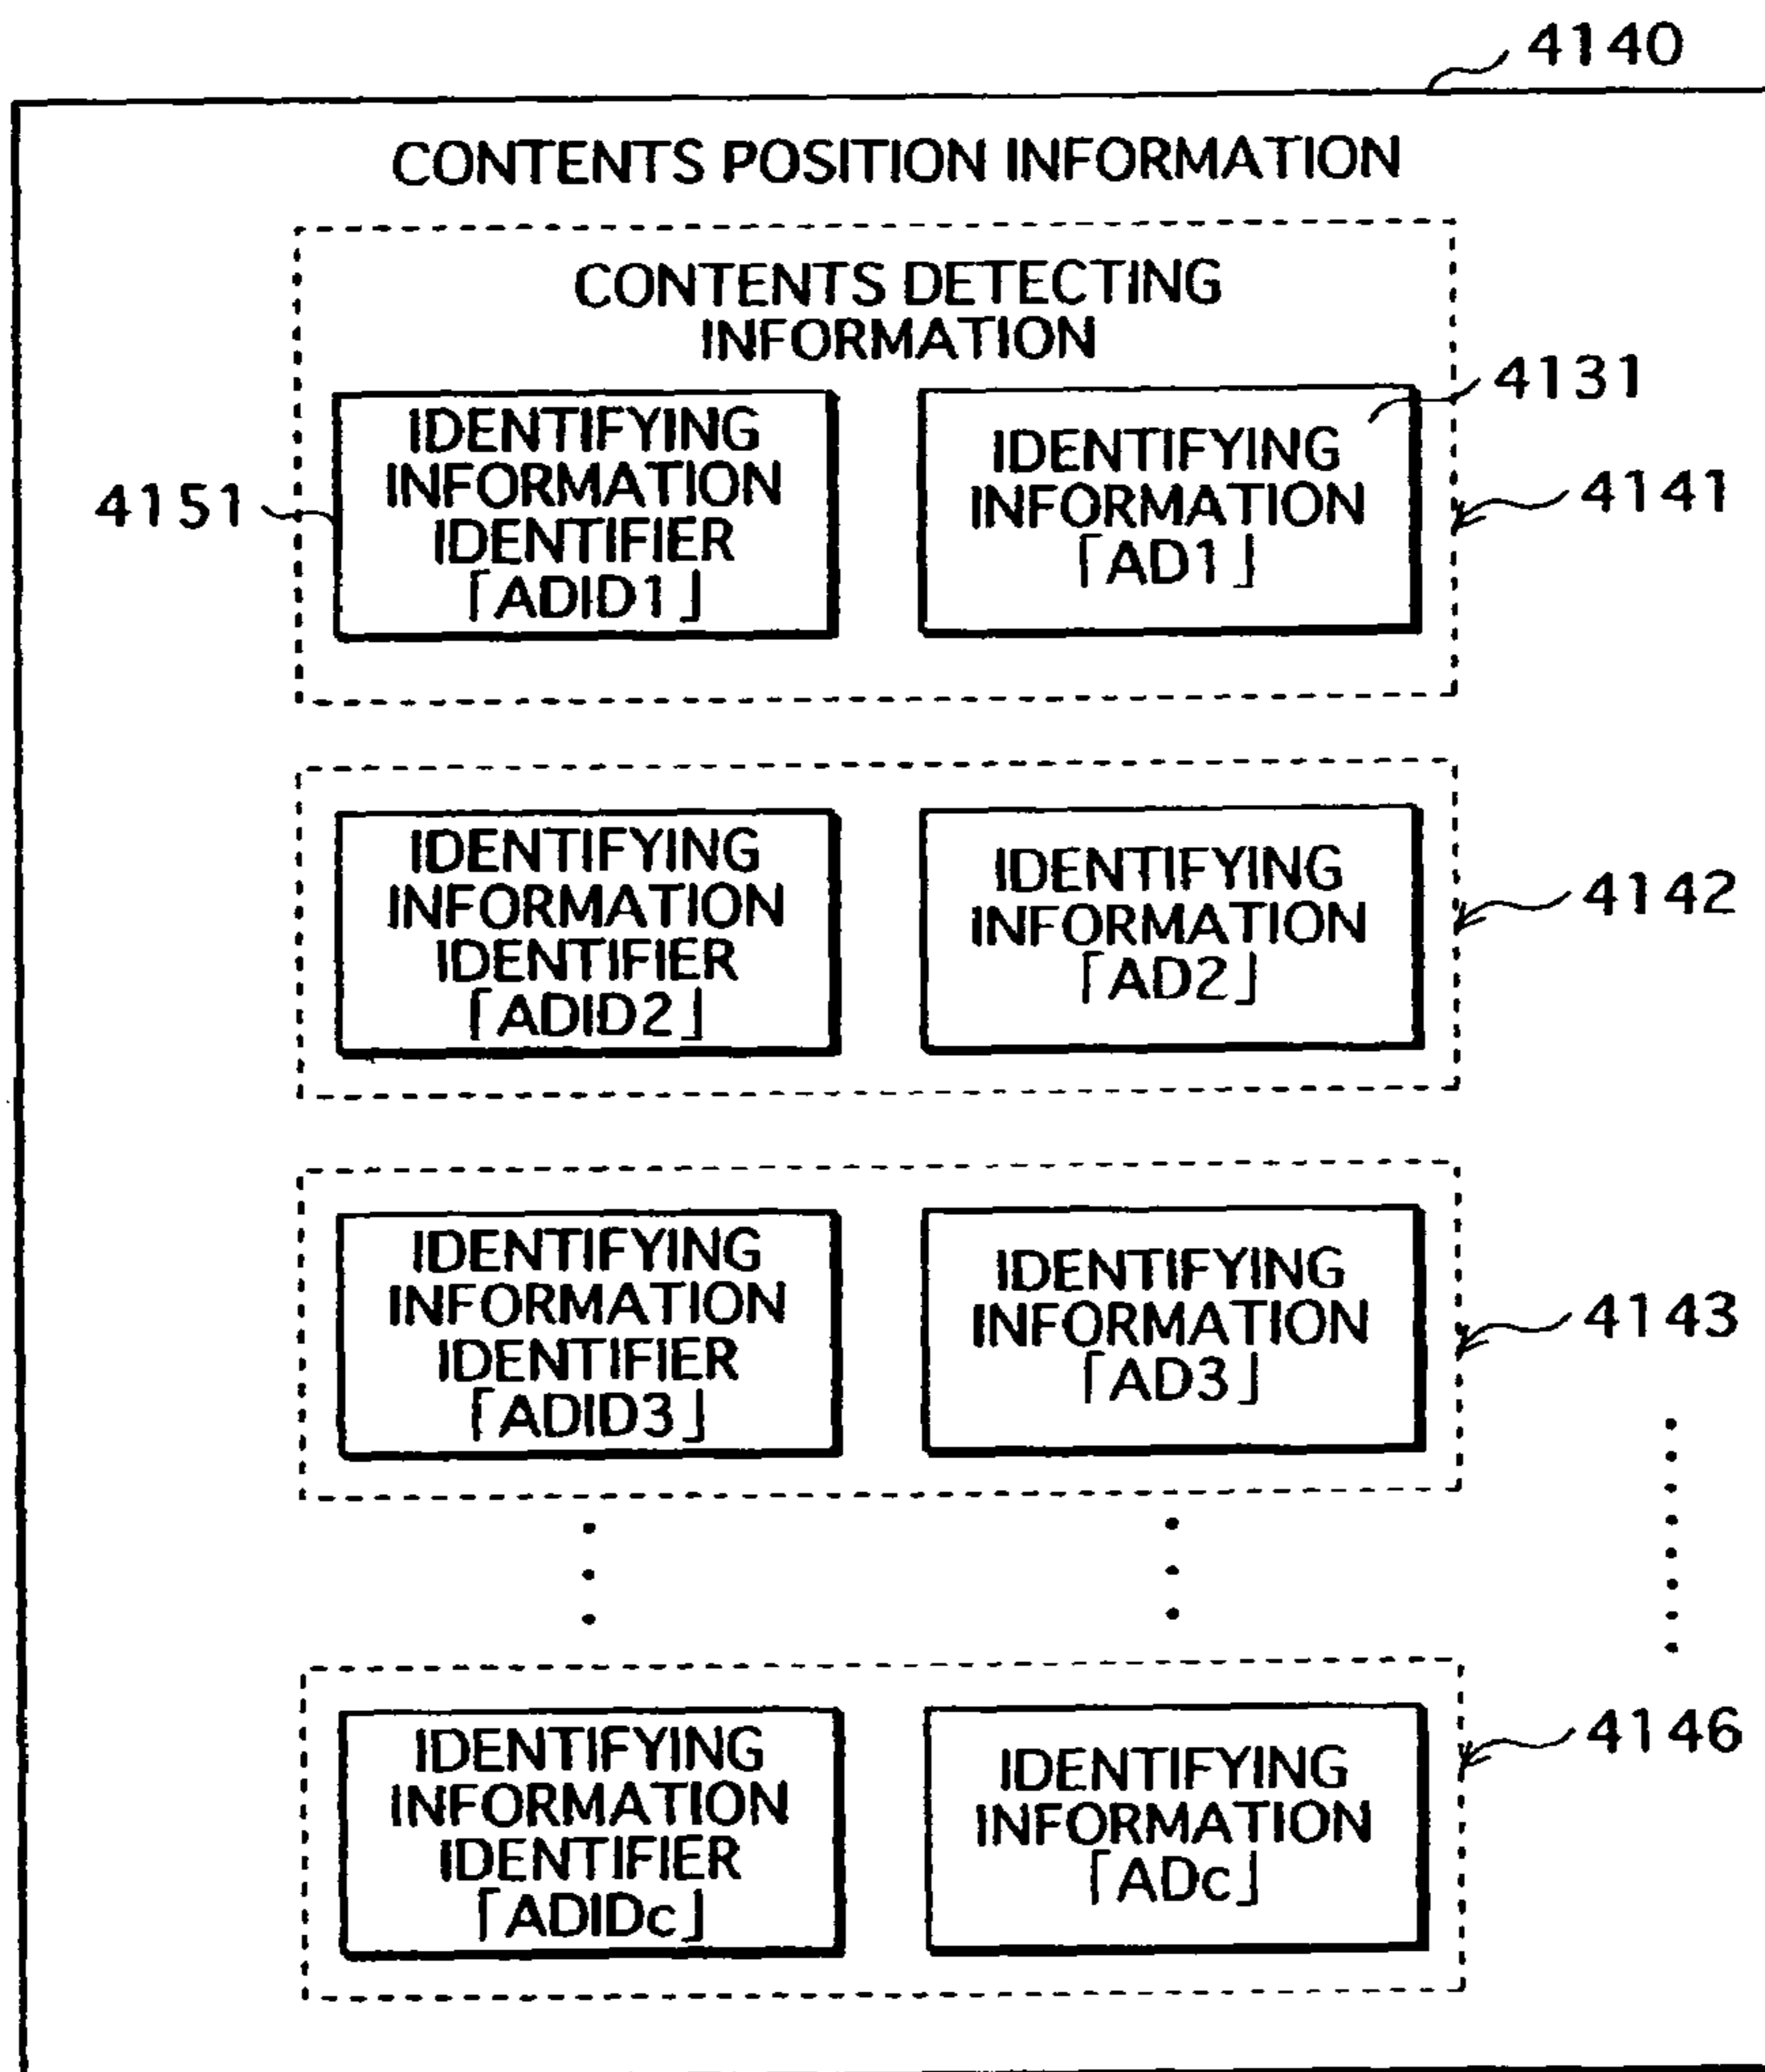 4140
CONTENTS POSITION INFORMATION
CONTENTS DETECTING
INFORMATION
4131
IDENTIFYING
INFORMATION
IDENTIFIER
「ADID1」
IDENTIFYING
INFORMATION
「AD1」
4151
4141
IDENTIFYING
INFORMATION
IDENTIFIER
「ADID2」
IDENTIFYING
INFORMATION
「AD2」
4142
IDENTIFYING
INFORMATION
IDENTIFIER
「ADID3」
IDENTIFYING
INFORMATION
「AD3」
4143
IDENTIFYING
INFORMATION
IDENTIFIER
「ADIDc」
IDENTIFYING
INFORMATION
「ADc」
4146